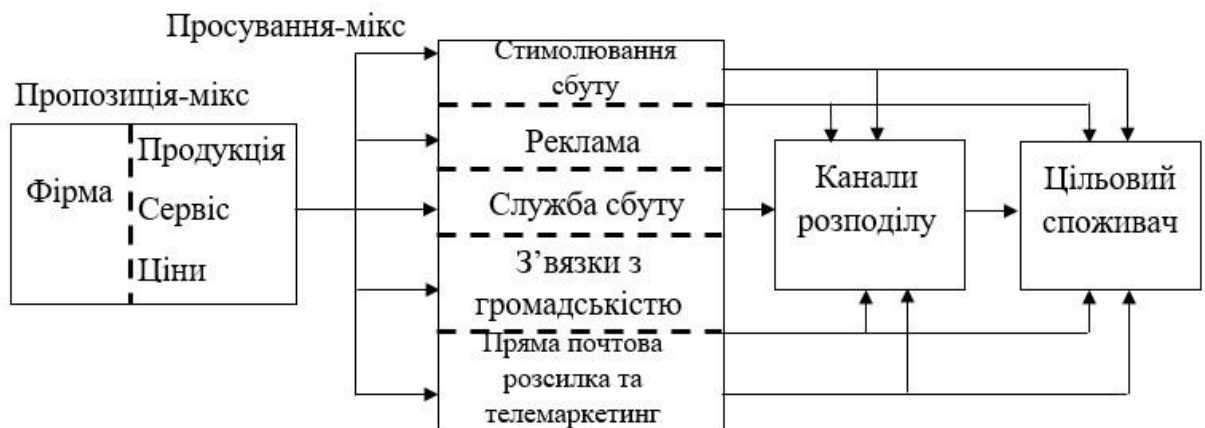 Просування-мікс
Пропозиція-мікс
Фірма
Продукція
Сервіс
Ціни
Стимолювання
сбуту
Реклама
Служба сбуту
З’вязки з
громадськістю
Пряма почтова
розсилка та
телемаркетинг
Канали
розподілу
Цільовий
споживач